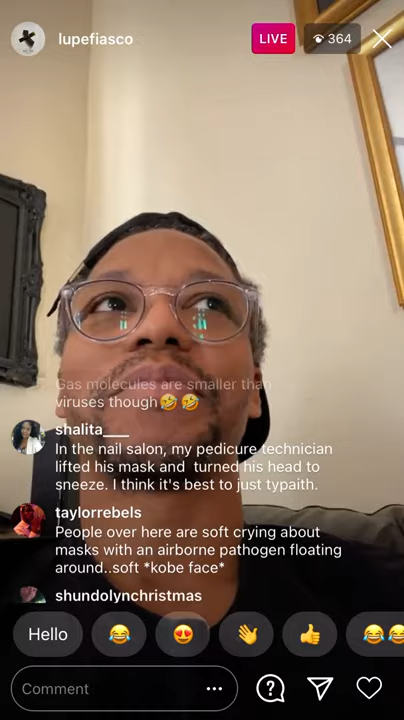 lupefiasco
LIVE
364
Gas molecules are smaller than
viruses though🤣🤣
shalita___
In the nail salon, my pedicure technician
lifted his mask and turned his head to
sneeze. I think it's best to just typaith.
taylorrebels
People over here are soft crying about
masks with an airborne pathogen floating
around..soft *kobe face*
shundolynchristmas
Hello
Comment